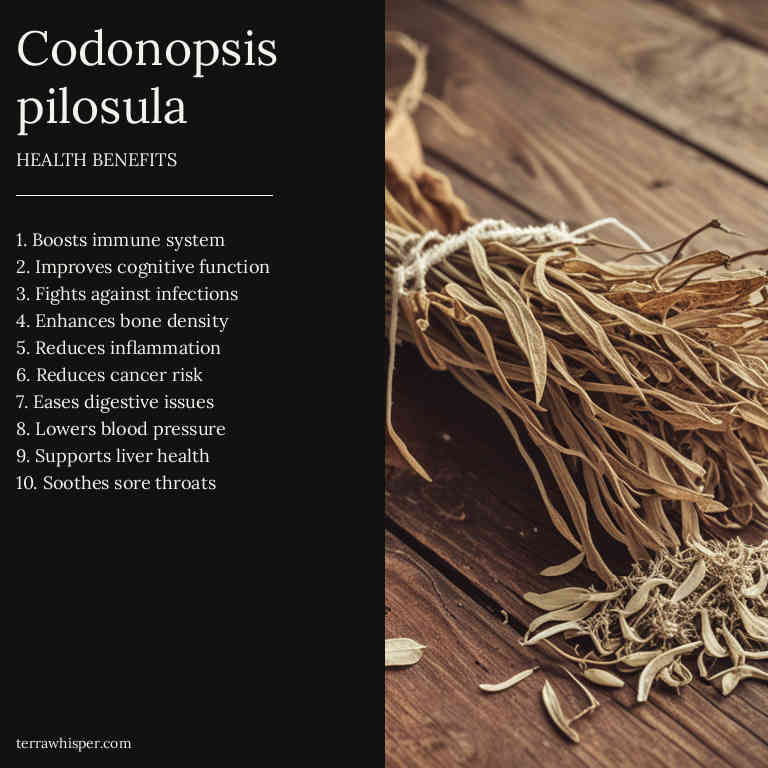 Codonopsis
pilosula
HEALTH BENEFITS
1. Boosts immune system
2. Improves cognitive function
3. Fights against infections
4. Enhances bone density
5. Reduces inflammation
6. Reduces cancer risk
7. Eases digestive issues
8. Lowers blood pressure
9. Supports liver health
10. Soothes sore throats
terrawhisper.com